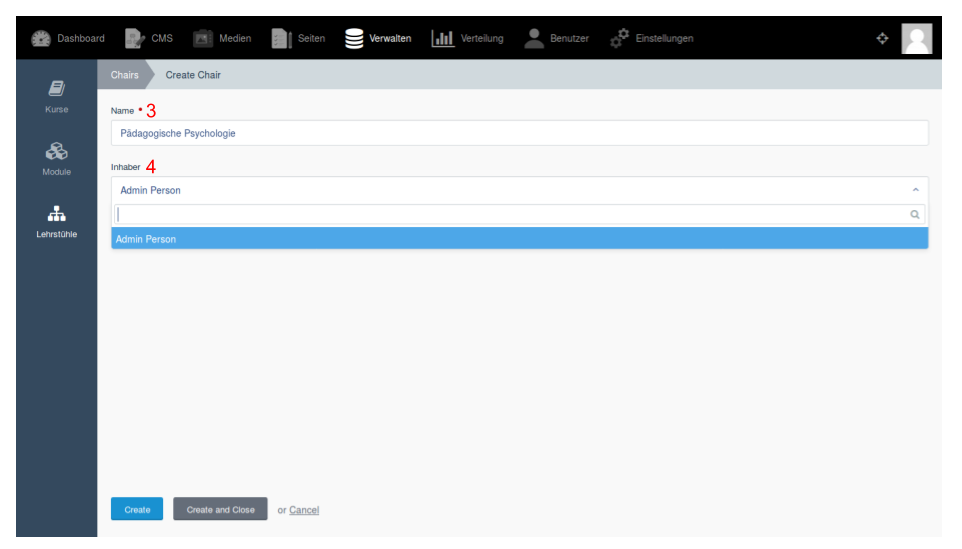 Dashboard CMS Medien Seiten Verwalten Verteilung Benutzer Einstellungen
Kurse
Module
Lehrstühle
Chairs Create Chair
Name * 3
Pädagogische Psychologie
Inhaber 4
Admin Person
Admin Person
Create Create and Close or Cancel